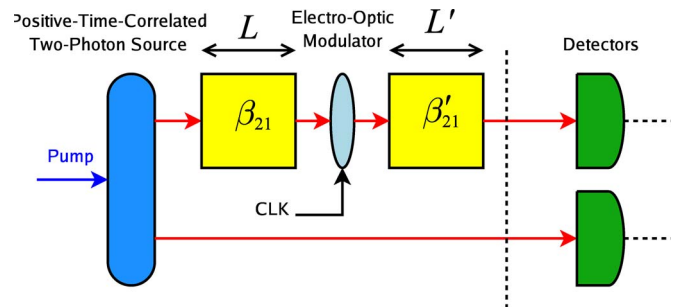 ositive-Time-Correlated
Two-Photon Source
L
Electro-Optic
Modulator
L'
Detectors
β21
β'21
Pump
CLK